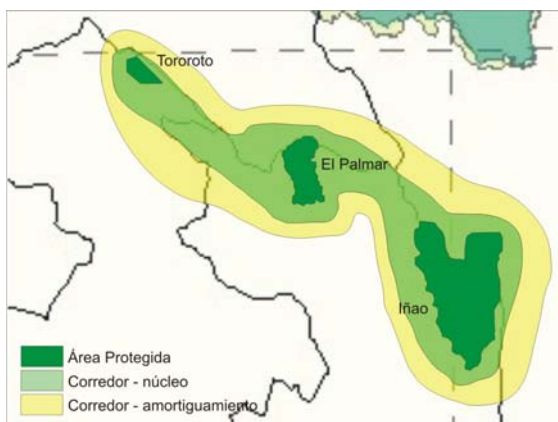 Tororoto
El Palmar
Iñao
Área Protegida
Corredor - núcleo
Corredor - amortiguamiento